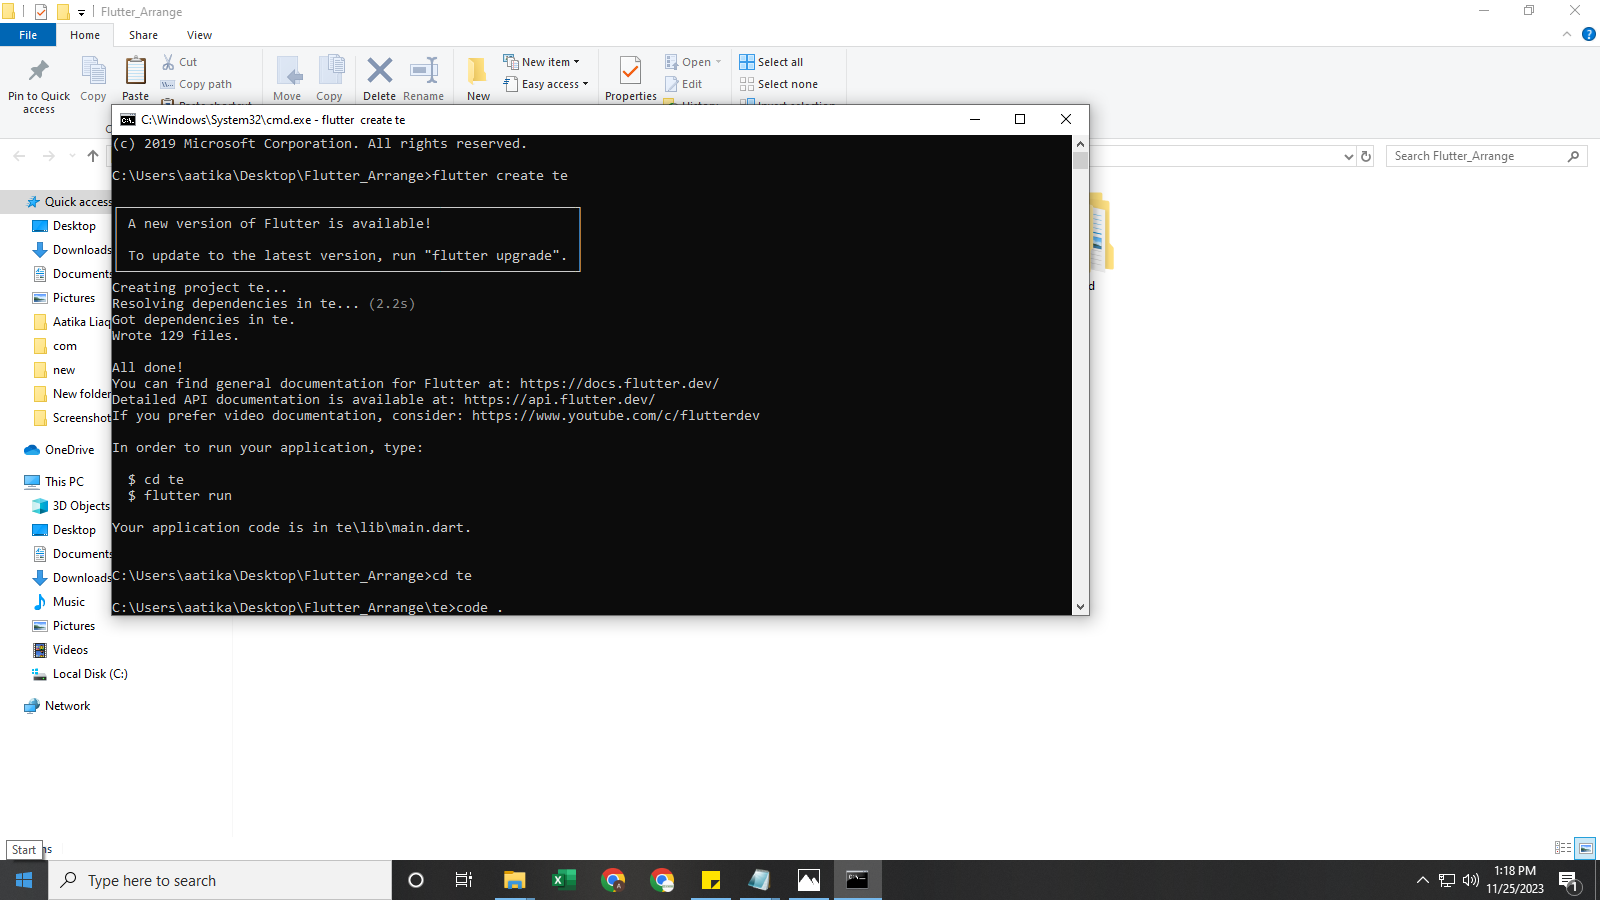 Flutter_Arrange
File
Home
Share
View
Pin to Quick access
Copy
Paste
Cut
Copy path
Move
Copy
Delete
Rename
New
New item
Easy access
Properties
Open
Edit
Select all
Select none
C:\Windows\System32\cmd.exe - flutter  create te
Search Flutter_Arrange
(c) 2019 Microsoft Corporation. All rights reserved.
C:\Users\aatika\Desktop\Flutter_Arrange>flutter create te
A new version of Flutter is available!
To update to the latest version, run "flutter upgrade".
Creating project te...
Resolving dependencies in te... (2.2s)
Got dependencies in te.
Wrote 129 files.
All done!
You can find general documentation for Flutter at: https://docs.flutter.dev/
Detailed API documentation is available at: https://api.flutter.dev/
If you prefer video documentation, consider: https://www.youtube.com/c/flutterdev
In order to run your application, type:
$ cd te
$ flutter run
Your application code is in te\lib\main.dart.
C:\Users\aatika\Desktop\Flutter_Arrange>cd te
C:\Users\aatika\Desktop\Flutter_Arrange\te>code .
Quick access
Desktop
Downloads
Documents
Pictures
Aatika Liaq
com
new
New folder
Screenshot
OneDrive
This PC
3D Objects
Desktop
Documents
Downloads
Music
Pictures
Videos
Local Disk (C:)
Network
d
Start
ms
Type here to search
1:18 PM
11/25/2023
1